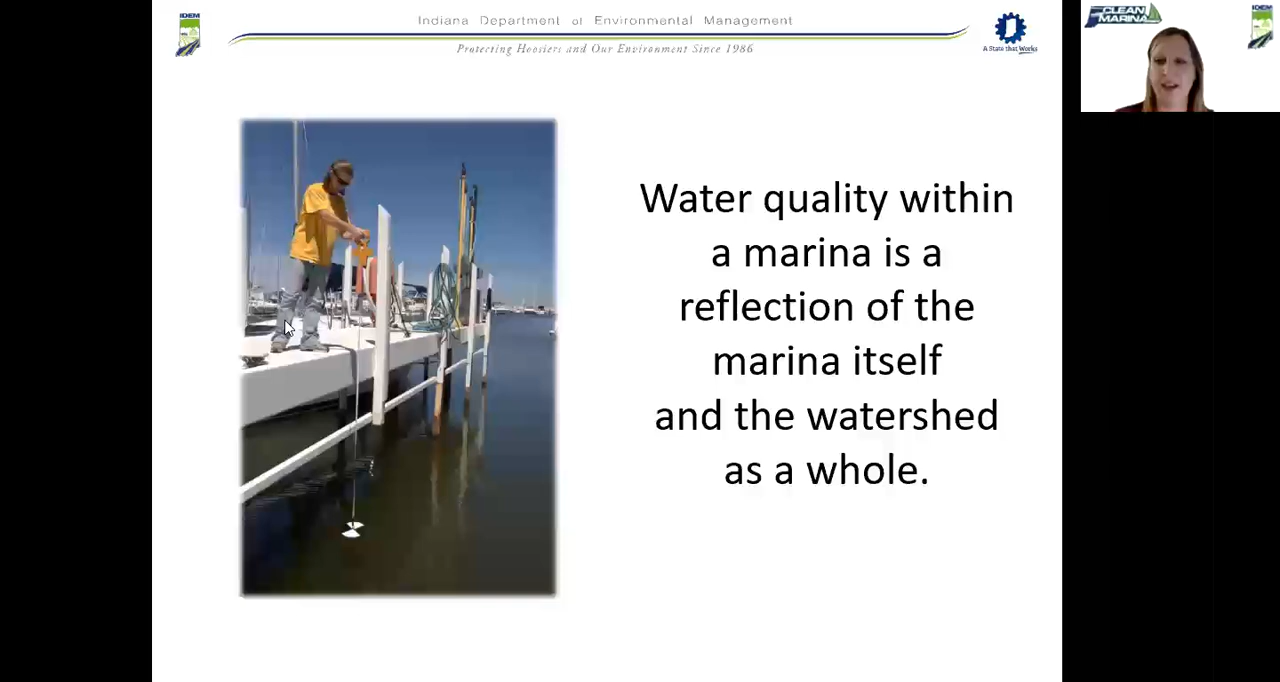 IDEM
Indiana Department of Environmental Management
Protecting Hoosiers and Our Environment Since 1986
A State that Works
CLEAN
MARINA
IDEM
Water quality within
a marina is a
reflection of the
marina itself
and the watershed
as a whole.